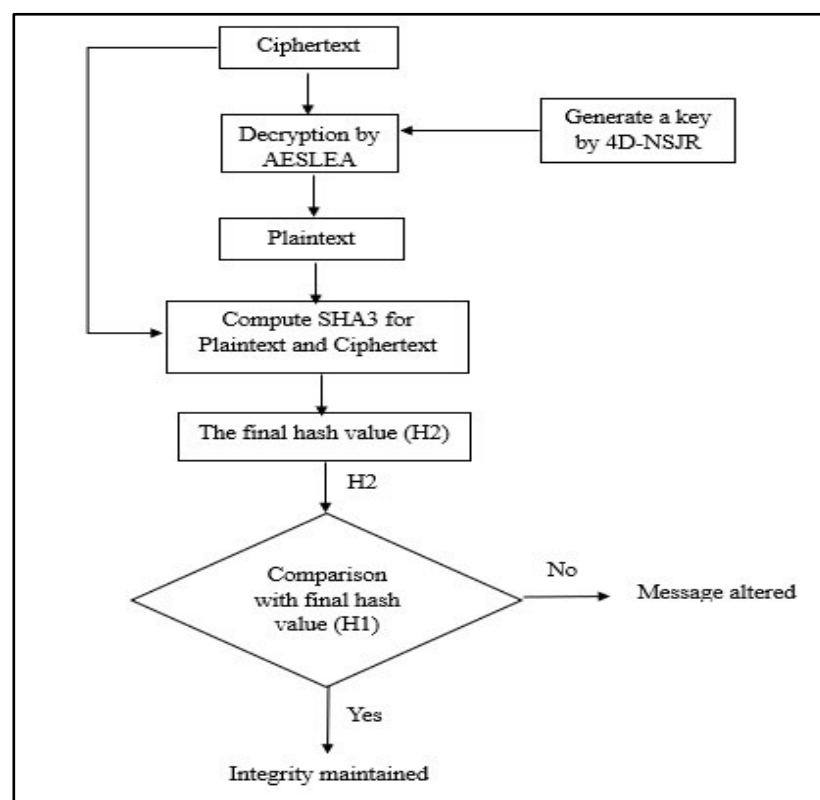 Ciphertext
Decryption by
AESLEA
Generate a key
by 4D-NSJR
Plaintext
Compute SHA3 for
Plaintext and Ciphertext
The final hash value (H2)
H2
Comparison
with final hash
value (H1)
No
Message altered
Yes
Integrity maintained